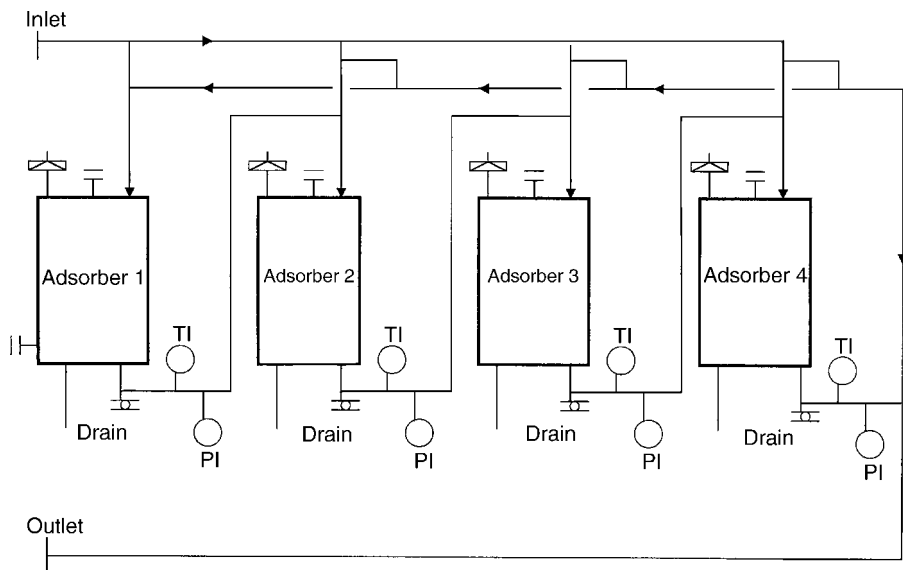 Inlet
Adsorber 1
Adsorber 2
Adsorber 3
Adsorber 4
TI
TI
TI
TI
Drain
Drain
Drain
Drain
PI
PI
PI
PI
Outlet